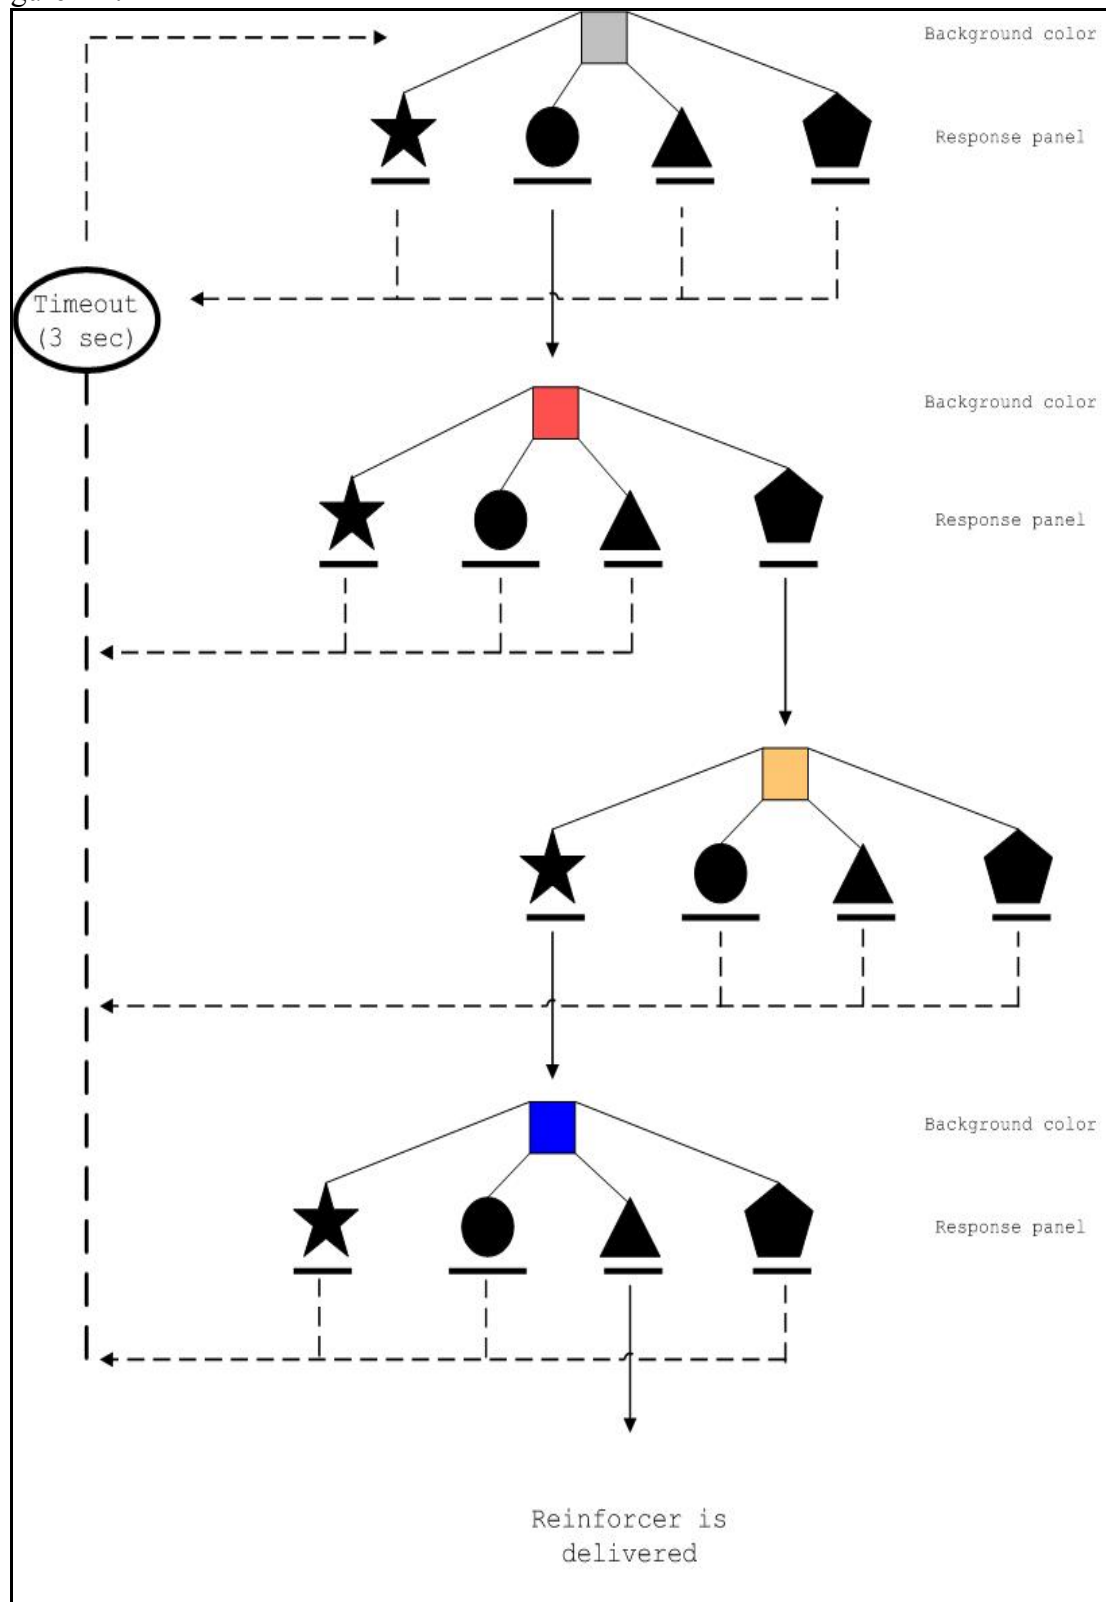 Background color
Response panel
Timeout
(3 sec)
Background color
Response panel
Background color
Response panel
Reinforcer is
delivered